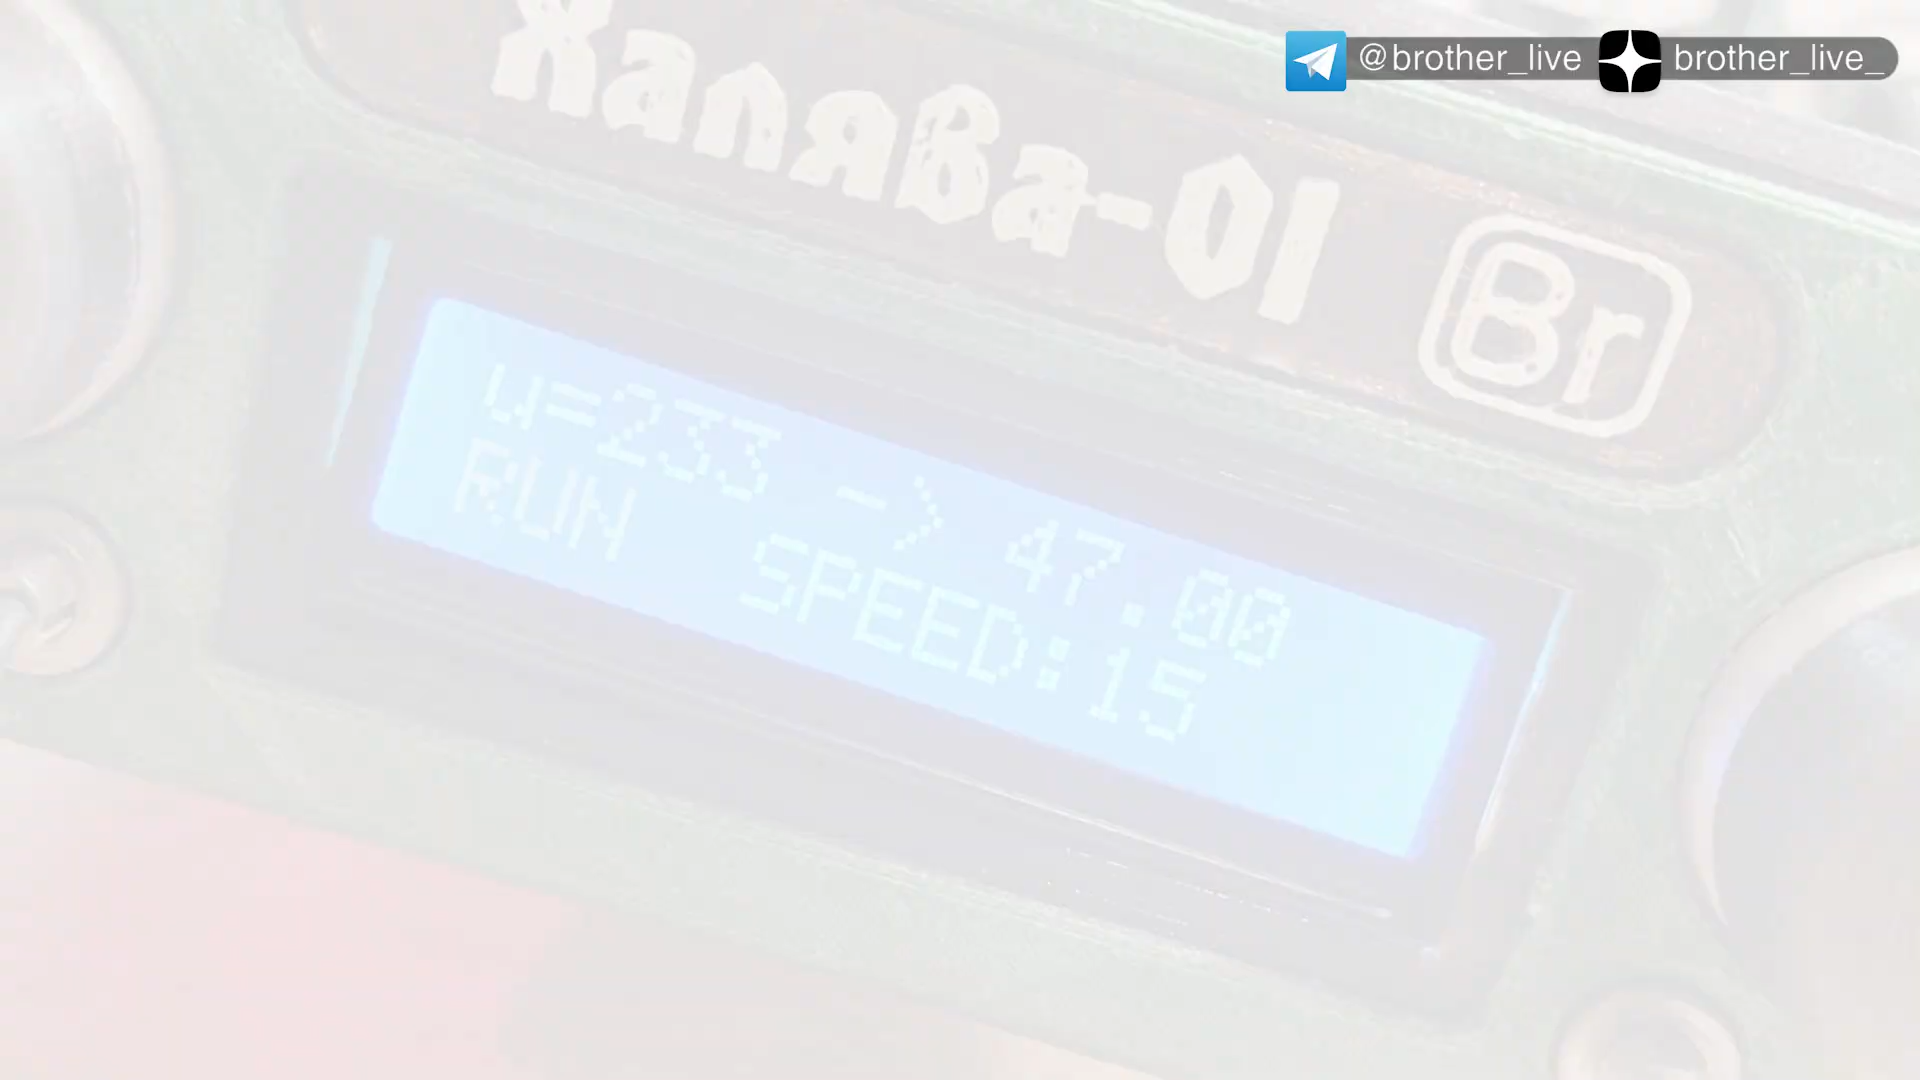 @brother_live brother_live_
Халява-01 Br
u=233 -> 47.00
RUN SPEED:15